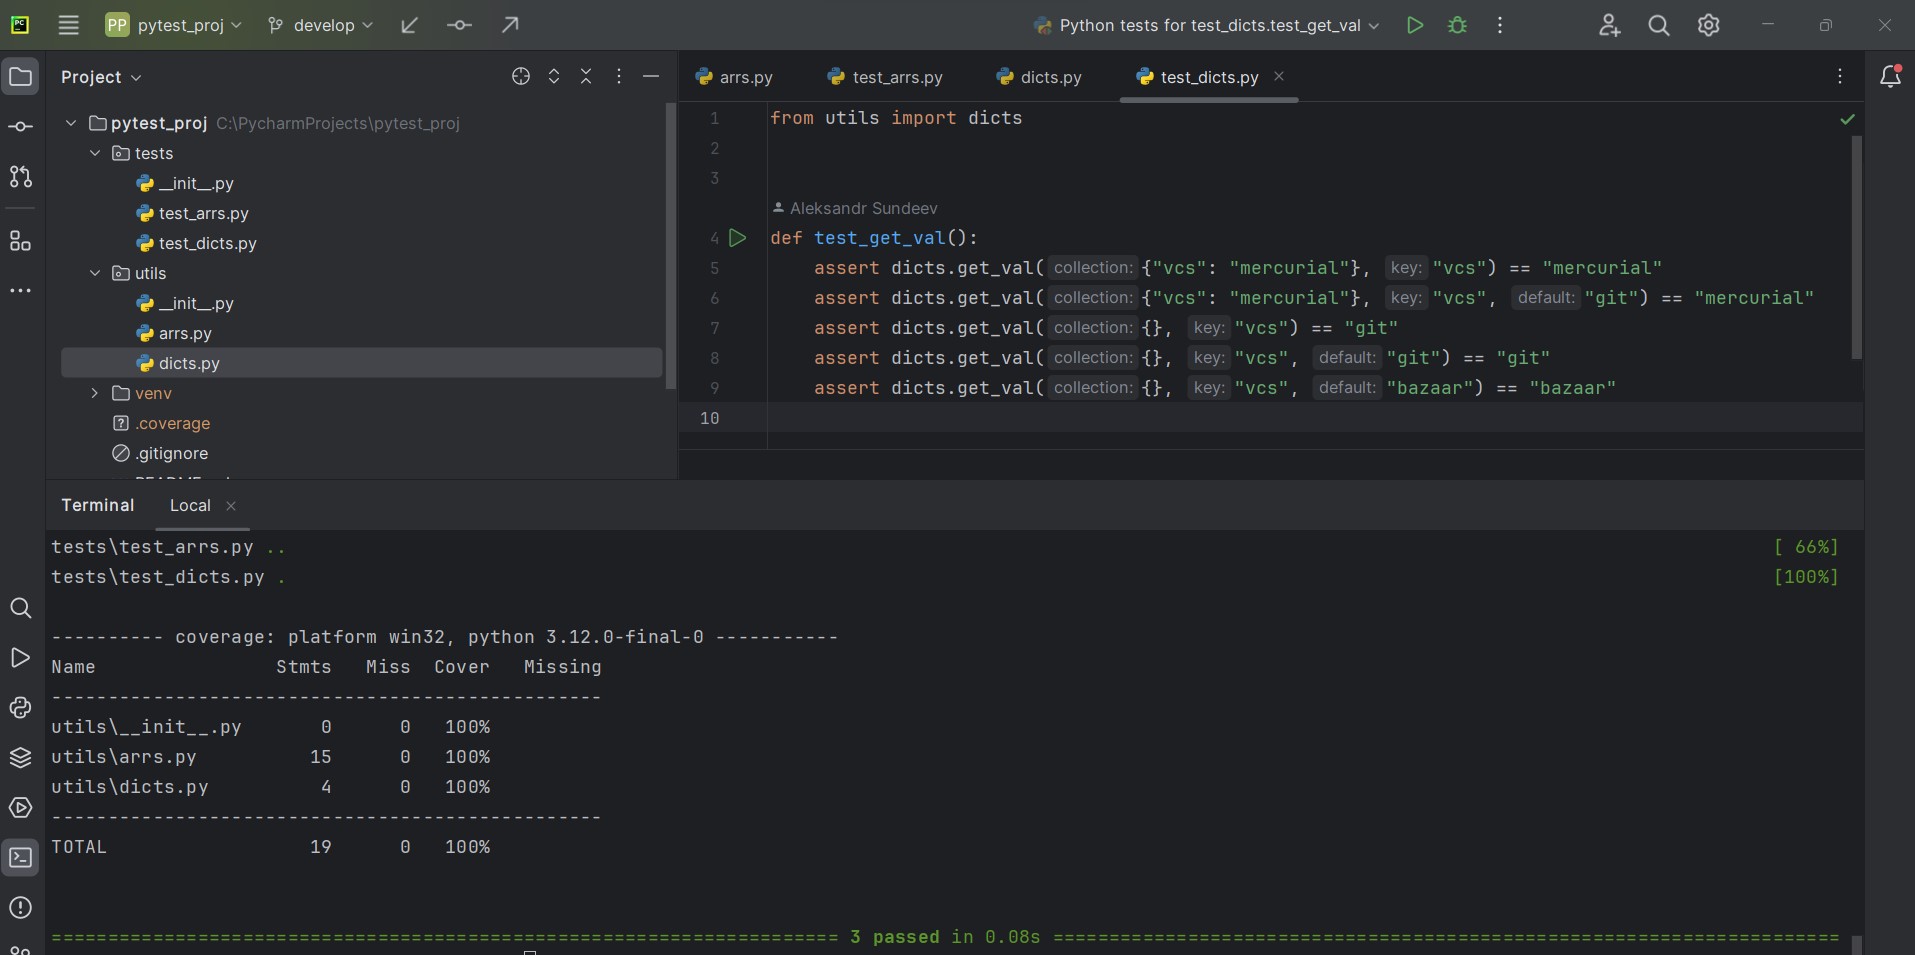 PC PP pytest_proj develop Python tests for test_dicts.test_get_val
Project
pytest_proj C:\PycharmProjects\pytest_proj
tests
__init__.py
test_arrs.py
test_dicts.py
utils
__init__.py
arrs.py
dicts.py
venv
.coverage
.gitignore
arrs.py test_arrs.py dicts.py test_dicts.py
1 from utils import dicts
2
3
Aleksandr Sundeev
4 def test_get_val():
5 assert dicts.get_val( collection: {"vcs": "mercurial"}, key: "vcs") == "mercurial"
6 assert dicts.get_val( collection: {"vcs": "mercurial"}, key: "vcs", default: "git") == "mercurial"
7 assert dicts.get_val( collection: {}, key: "vcs") == "git"
8 assert dicts.get_val( collection: {}, key: "vcs", default: "git") == "git"
9 assert dicts.get_val( collection: {}, key: "vcs", default: "bazaar") == "bazaar"
10
Terminal Local
tests\test_arrs.py .. [ 66%]
tests\test_dicts.py . [100%]
---------- coverage: platform win32, python 3.12.0-final-0 -----------
Name Stmts Miss Cover Missing
-------------------------------------------------
utils\__init__.py 0 0 100%
utils\arrs.py 15 0 100%
utils\dicts.py 4 0 100%
-------------------------------------------------
TOTAL 19 0 100%
====================================================================== 3 passed in 0.08s ======================================================================